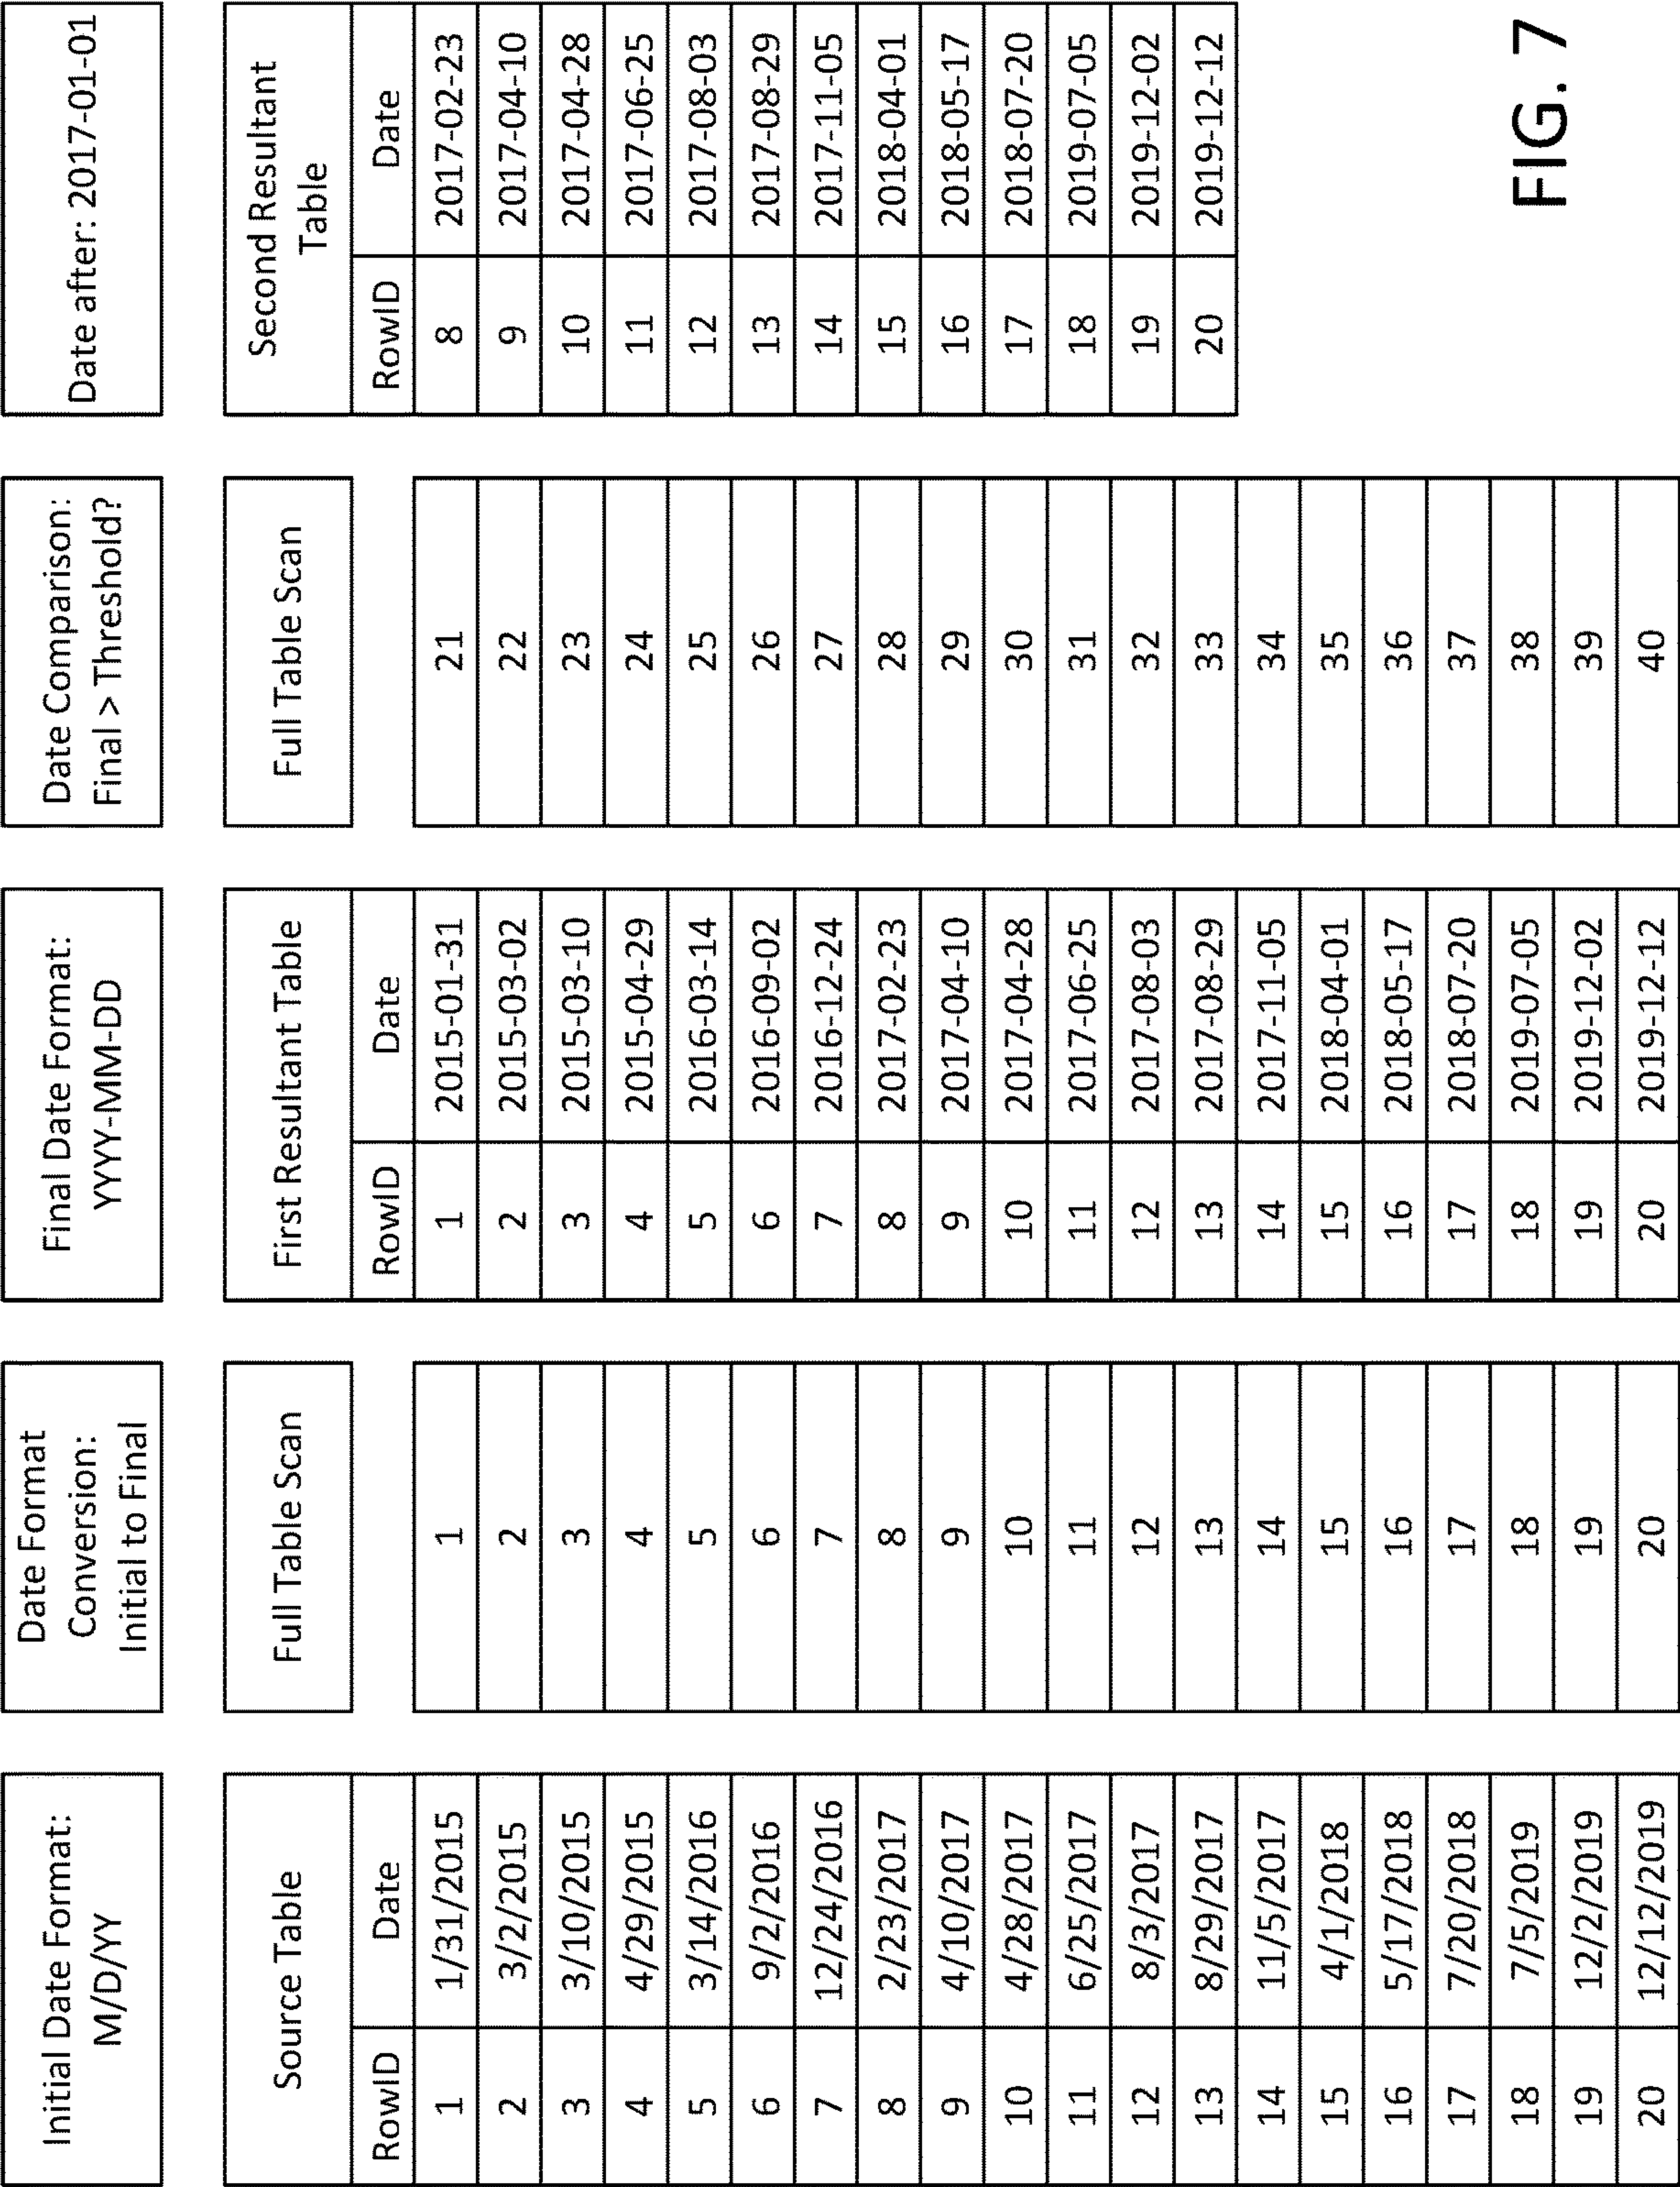 Initial Date Format:
M/D/YY
Date Format
Conversion:
Initial to Final
Final Date Format:
YYYY-MM-DD
Date Comparison:
Final > Threshold?
Date after: 2017-01-01
Source Table
Full Table Scan
First Resultant Table
Full Table Scan
Second Resultant
Table
RowID Date RowID Date RowID Date
1 1/31/2015 1 1 2015-01-31 21 8 2017-02-23
2 3/2/2015 2 2 2015-03-02 22 9 2017-04-10
3 3/10/2015 3 3 2015-03-10 23 10 2017-04-28
4 4/29/2015 4 4 2015-04-29 24 11 2017-06-25
5 3/14/2016 5 5 2016-03-14 25 12 2017-08-03
6 9/2/2016 6 6 2016-09-02 26 13 2017-08-29
7 12/24/2016 7 7 2016-12-24 27 14 2017-11-05
8 2/23/2017 8 8 2017-02-23 28 15 2018-04-01
9 4/10/2017 9 9 2017-04-10 29 16 2018-05-17
10 4/28/2017 10 10 2017-04-28 30 17 2018-07-20
11 6/25/2017 11 11 2017-06-25 31 18 2019-07-05
12 8/3/2017 12 12 2017-08-03 32 19 2019-12-02
13 8/29/2017 13 13 2017-08-29 33 20 2019-12-12
14 11/5/2017 14 14 2017-11-05 34
15 4/1/2018 15 15 2018-04-01 35
16 5/17/2018 16 16 2018-05-17 36
17 7/20/2018 17 17 2018-07-20 37
18 7/5/2019 18 18 2019-07-05 38
19 12/2/2019 19 19 2019-12-02 39
20 12/12/2019 20 20 2019-12-12 40
FIG. 7